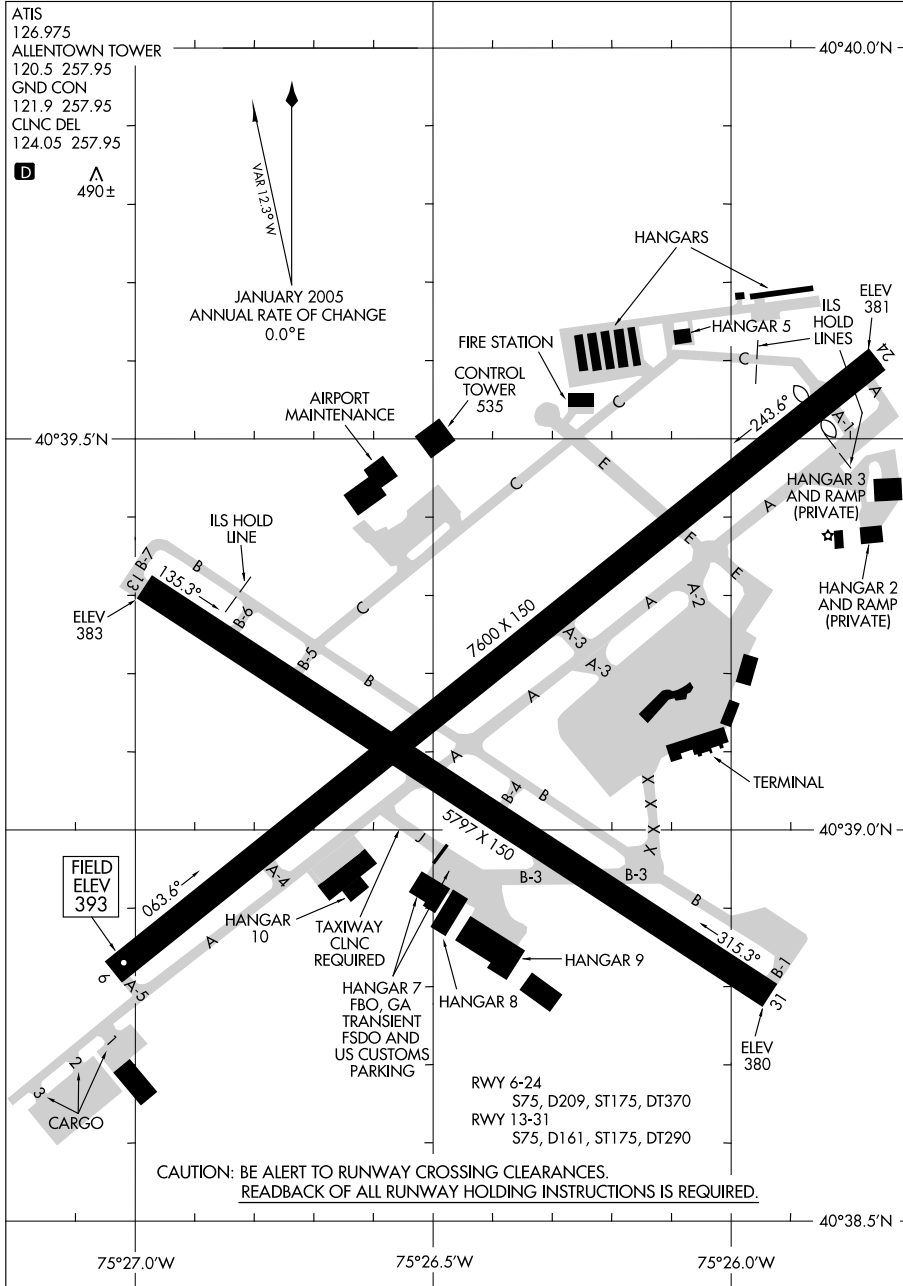 ATIS
126.975
ALLENTOWN TOWER
120.5 257.95
GND CON
121.9 257.95
CLNC DEL
124.05 257.95
D
490±
VAR 12.3° W
JANUARY 2005
ANNUAL RATE OF CHANGE
0.0° E
40°40.0'N
HANGARS
ELEV
381
ILS
HOLD
LINES
HANGAR 5
FIRE STATION
CONTROL
TOWER
535
AIRPORT
MAINTENANCE
C
24
A
C
243.6°
A-1
40°39.5'N
E
C
HANGAR 3
AND RAMP
(PRIVATE)
A
ILS HOLD
LINE
E
B-7
B
13
135.3°
E
HANGAR 2
AND RAMP
(PRIVATE)
A-2
ELEV
383
B-6
C
A
7600 X 150
A-3
B-5
A-3
B
A
A
TERMINAL
X
X
X
X
B-4
B
5797 X 150
40°39.0'N
J
FIELD
ELEV
393
063.6°
A-4
B-3
B-3
B
HANGAR
10
TAXIWAY
CLNC
REQUIRED
A
315.3°
HANGAR 9
B-1
6
A-5
31
HANGAR 7
FBO, GA
TRANSIENT
FSDO AND
US CUSTOMS
PARKING
HANGAR 8
ELEV
380
1
2
3
CARGO
RWY 6-24
S75, D209, ST175, DT370
RWY 13-31
S75, D161, ST175, DT290
CAUTION: BE ALERT TO RUNWAY CROSSING CLEARANCES.
READBACK OF ALL RUNWAY HOLDING INSTRUCTIONS IS REQUIRED.
40°38.5'N
75°27.0'W
75°26.5'W
75°26.0'W